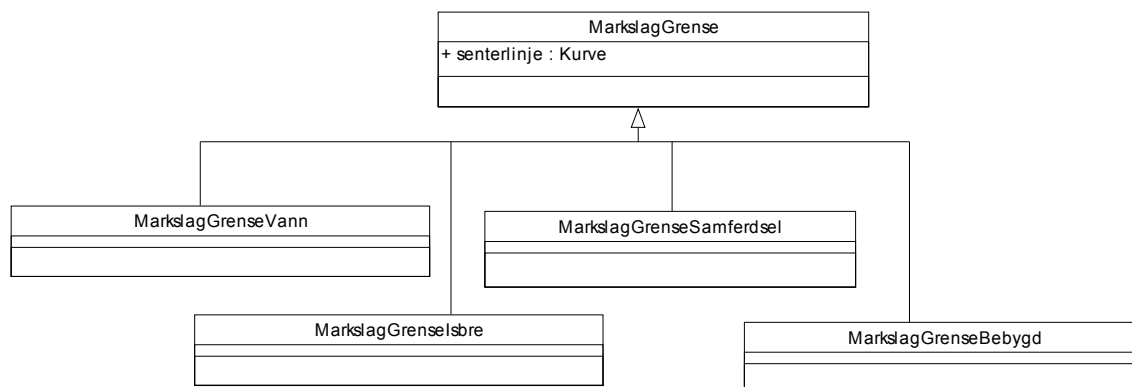 MarkslagGrense
+ senterlinje : Kurve
MarkslagGrenseVann
MarkslagGrenseSamferdsel
MarkslagGrenseIsbre
MarkslagGrenseBebygd